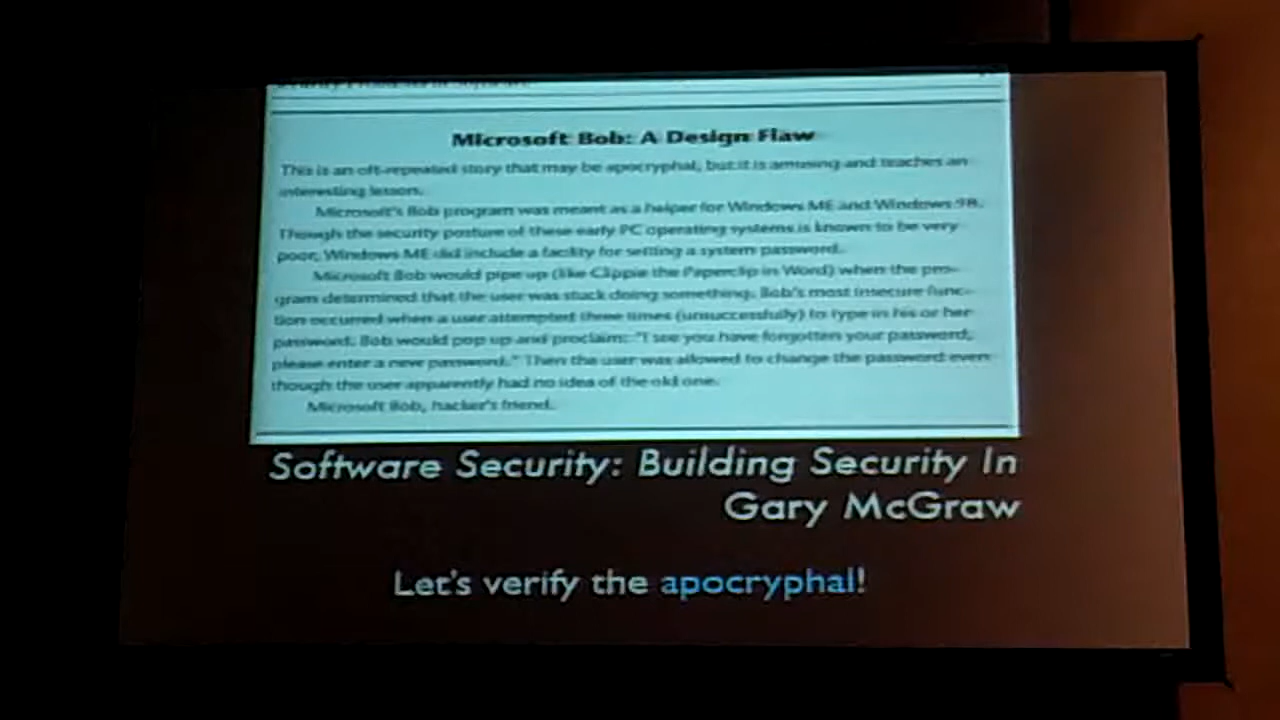 Microsoft Bob: A Design Flaw
This is an oft-repeated story that may be apocryphal, but it is amusing and teaches an
interesting lesson.
Microsoft's Bob program was meant as a helper for Windows ME and Windows 98.
Though the security posture of these early PC operating systems is known to be very
poor, Windows ME did include a facility for setting a system password.
Microsoft Bob would pipe up (like Clippie the Paperclip in Word) when the pro-
gram determined that the user was stuck doing something. Bob's most insecure func-
tion occurred when a user attempted three times (unsuccessfully) to type in his or her
password. Bob would pop up and proclaim: "I see you have forgotten your password,
please enter a new password." Then the user was allowed to change the password even
though the user apparently had no idea of the old one.
Microsoft Bob, hacker's friend.
Software Security: Building Security In
Gary McGraw
Let's verify the apocryphal!